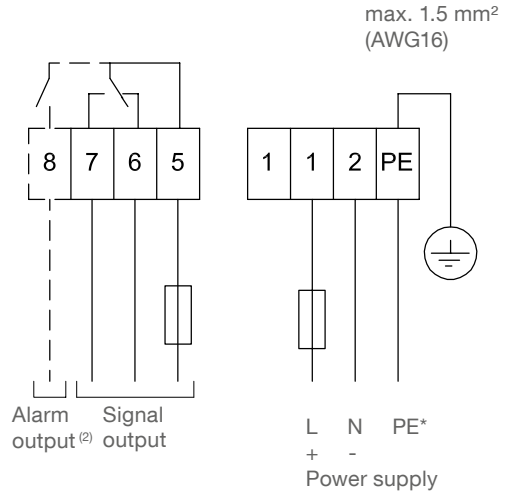 max. 1.5 mm²
(AWG16)
8 7 6 5
1 1 2 PE
Alarm
output (2)
Signal
output
L N PE*
+ -
Power supply